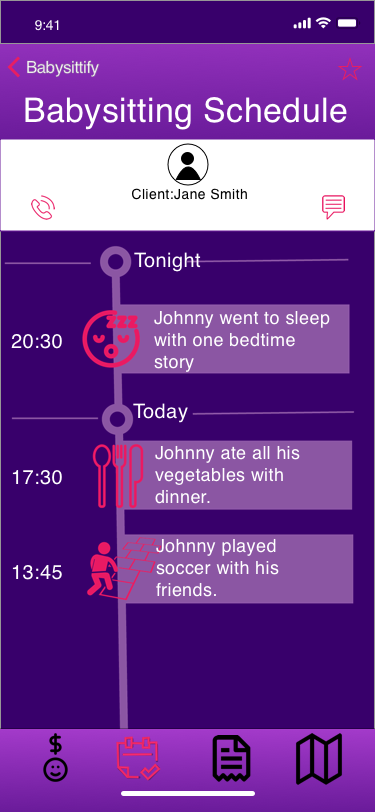 9:41
Babysittify
Babysitting Schedule
Client:Jane Smith
Tonight
20:30
zzz
Johnny went to sleep
with one bedtime
story
Today
17:30
Johnny ate all his
vegetables with
dinner.
13:45
Johnny played
soccer with his
friends.
$